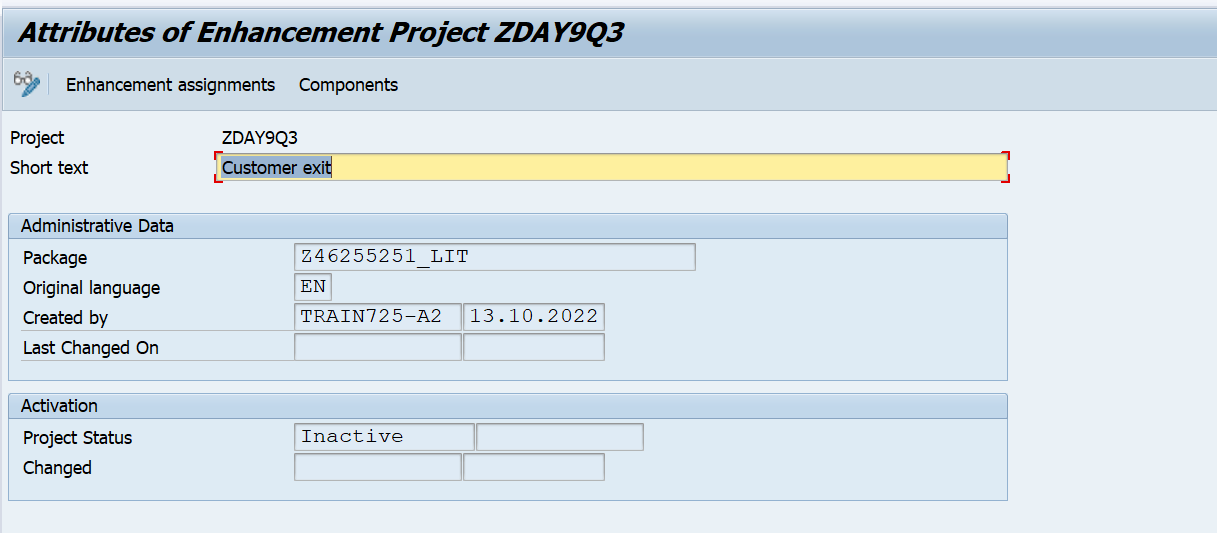 Attributes of Enhancement Project ZDAY9Q3
Enhancement assignments Components
Project ZDAY9Q3
Short text Customer exit
Administrative Data
Package Z46255251_LIT
Original language EN
Created by TRAIN725-A2 13.10.2022
Last Changed On
Activation
Project Status Inactive
Changed